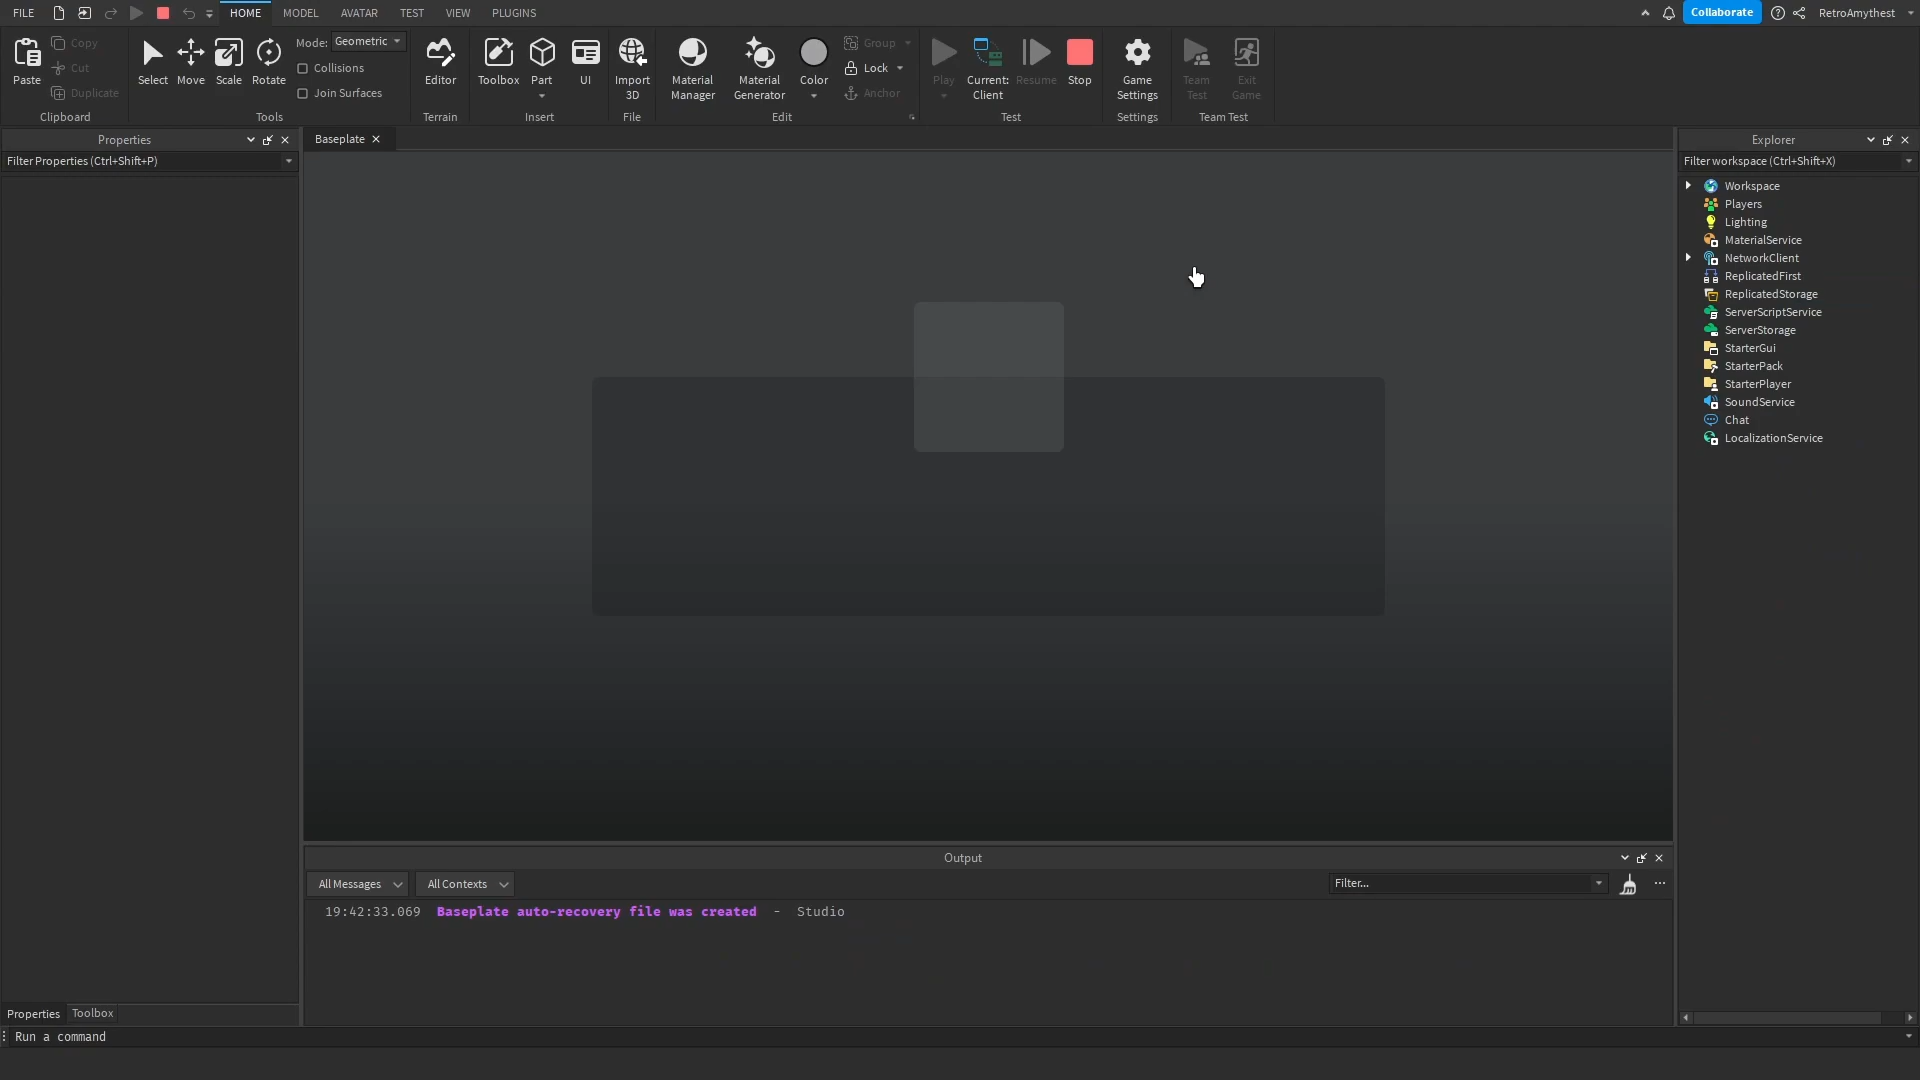 FILE HOME MODEL AVATAR TEST VIEW PLUGINS Collaborate RetroAmythest
Paste Copy Cut Duplicate
Clipboard
Select Move Scale Rotate
Mode: Geometric
Collisions
Join Surfaces
Tools
Editor
Terrain
Toolbox Part UI
Insert
Import 3D
File
Material Manager Material Generator Color Group Lock Anchor
Edit
Play Current: Client Resume Stop
Test
Game Settings
Settings
Team Test Exit Game
Team Test
Properties
Filter Properties (Ctrl+Shift+P)
Baseplate
Explorer
Filter workspace (Ctrl+Shift+X)
Workspace
Players
Lighting
MaterialService
NetworkClient
ReplicatedFirst
ReplicatedStorage
ServerScriptService
ServerStorage
StarterGui
StarterPack
StarterPlayer
SoundService
Chat
LocalizationService
Output
All Messages All Contexts Filter... ...
19:42:33.069 Baseplate auto-recovery file was created - Studio
Properties Toolbox
Run a command